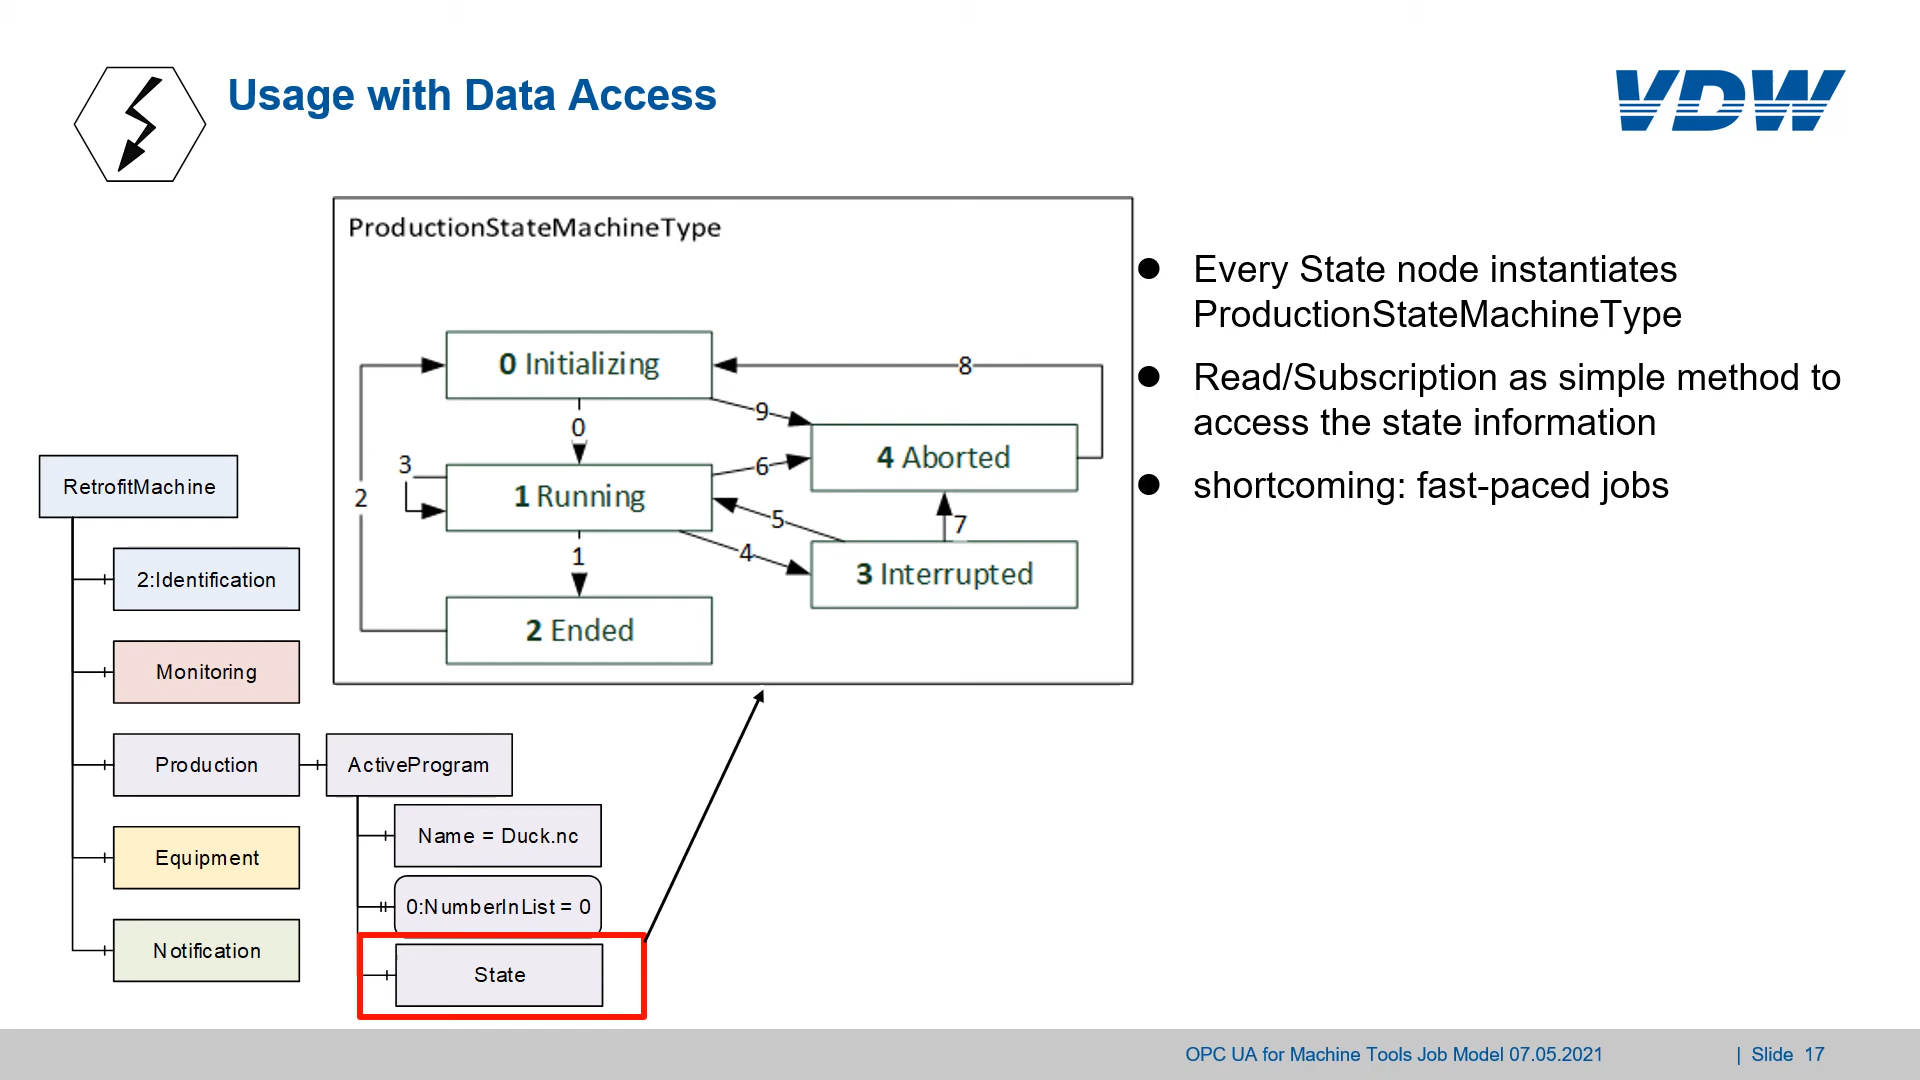 Usage with Data Access
VDW
ProductionStateMachineType
0 Initializing
8
9
0
4 Aborted
3
6
2
1 Running
5
7
4
1
3 Interrupted
2 Ended
Every State node instantiates
ProductionStateMachineType
Read/Subscription as simple method to
access the state information
shortcoming: fast-paced jobs
RetrofitMachine
2:Identification
Monitoring
Production
ActiveProgram
Name = Duck.nc
Equipment
0:NumberInList = 0
Notification
State
OPC UA for Machine Tools Job Model 07.05.2021
| Slide 17